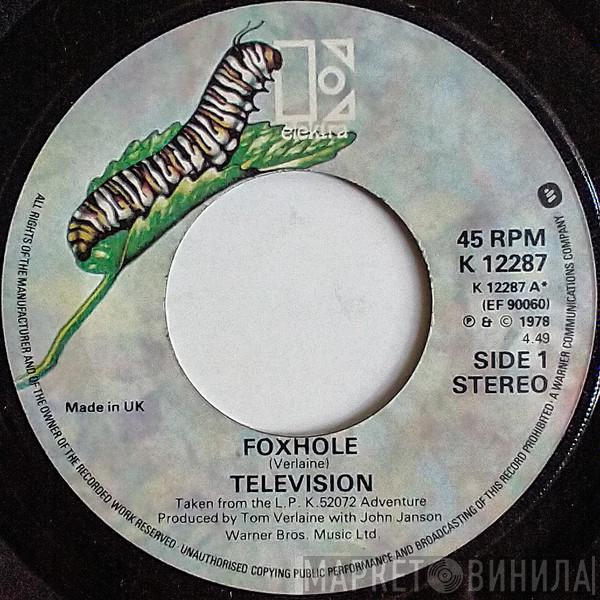 elektra
45 RPM
K 12287
K 12287 A*
(EF 90060)
℗ & © 1978
4.49
SIDE 1
STEREO
Made in UK
FOXHOLE
(Verlaine)
TELEVISION
Taken from the L.P. K.52072 Adventure
Produced by Tom Verlaine with John Janson
Warner Bros. Music Ltd.
ALL RIGHTS OF THE MANUFACTURER AND OF THE OWNER OF THE RECORDED WORK RESERVED · UNAUTHORISED COPYING PUBLIC PERFORMANCE AND BROADCASTING OF THIS RECORD PROHIBITED · A WARNER COMMUNICATIONS COMPANY
МАРКЕТ ВИНИЛА